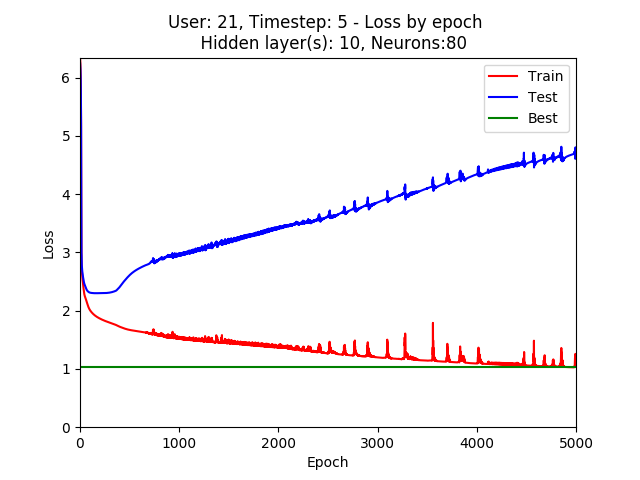 User: 21, Timestep: 5 - Loss by epoch
Hidden layer(s): 10, Neurons:80
Train
Test
Best
6
5
4
3
2
1
0
Loss
0 1000 2000 3000 4000 5000
Epoch